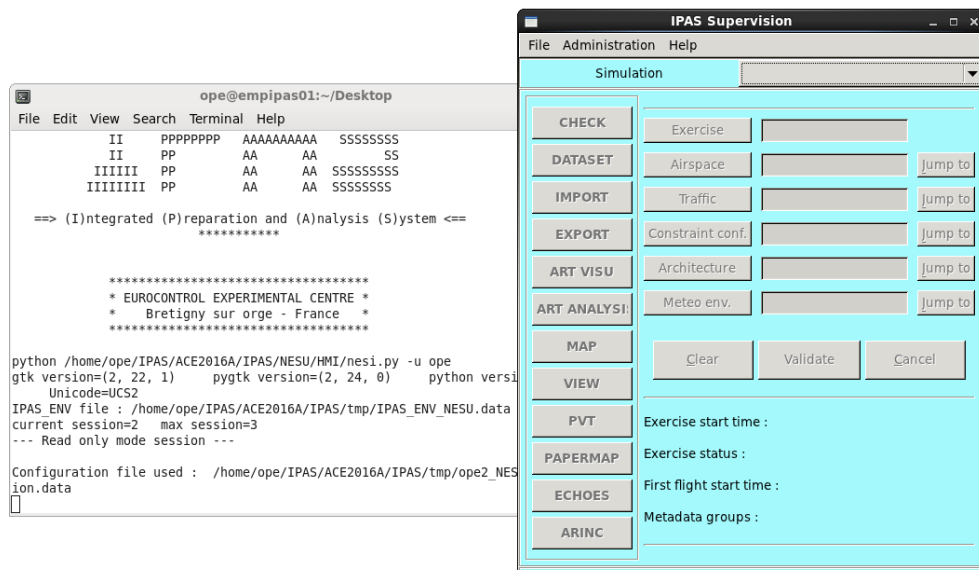 ope@empipas01:~/Desktop
File Edit View Search Terminal Help
II PPPPPPPP AAAAAAAAAA SSSSSSSS
II PP AA AA SS
IIIIII PP AA AA SSSSSSSSS
IIIIIIII PP AA AA SSSSSSSS
==> (I)ntegrated (P)reparation and (A)nalysis (S)ystem <==
***********
***********************************
* EUROCONTROL EXPERIMENTAL CENTRE *
* Bretigny sur orge - France *
***********************************
python /home/ope/IPAS/ACE2016A/IPAS/NESU/HMI/nesi.py -u ope
gtk version=(2, 22, 1) pygtk version=(2, 24, 0) python versi
Unicode=UCS2
IPAS_ENV file : /home/ope/IPAS/ACE2016A/IPAS/tmp/IPAS_ENV_NESU.data
current session=2 max session=3
--- Read only mode session ---
Configuration file used : /home/ope/IPAS/ACE2016A/IPAS/tmp/ope2_NES
ion.data
IPAS Supervision
File Administration Help
Simulation
CHECK
DATASET
IMPORT
EXPORT
ART VISU
ART ANALYSI
MAP
VIEW
PVT
PAPERMAP
ECHOES
ARINC
Exercise
Airspace Jump to
Traffic Jump to
Constraint conf. Jump to
Architecture Jump to
Meteo env. Jump to
Clear Validate Cancel
Exercise start time :
Exercise status :
First flight start time :
Metadata groups :